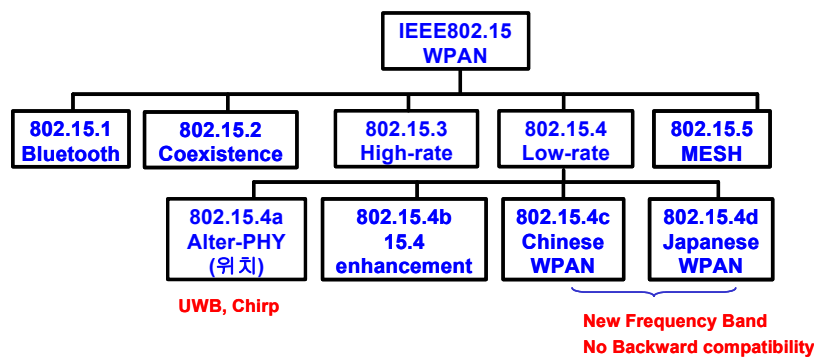 IEEE802.15
WPAN
802.15.1
Bluetooth
802.15.2
Coexistence
802.15.3
High-rate
802.15.4
Low-rate
802.15.5
MESH
802.15.4a
Alter-PHY
(위치)
802.15.4b
15.4
enhancement
802.15.4c
Chinese
WPAN
802.15.4d
Japanese
WPAN
UWB, Chirp
New Frequency Band
No Backward compatibility